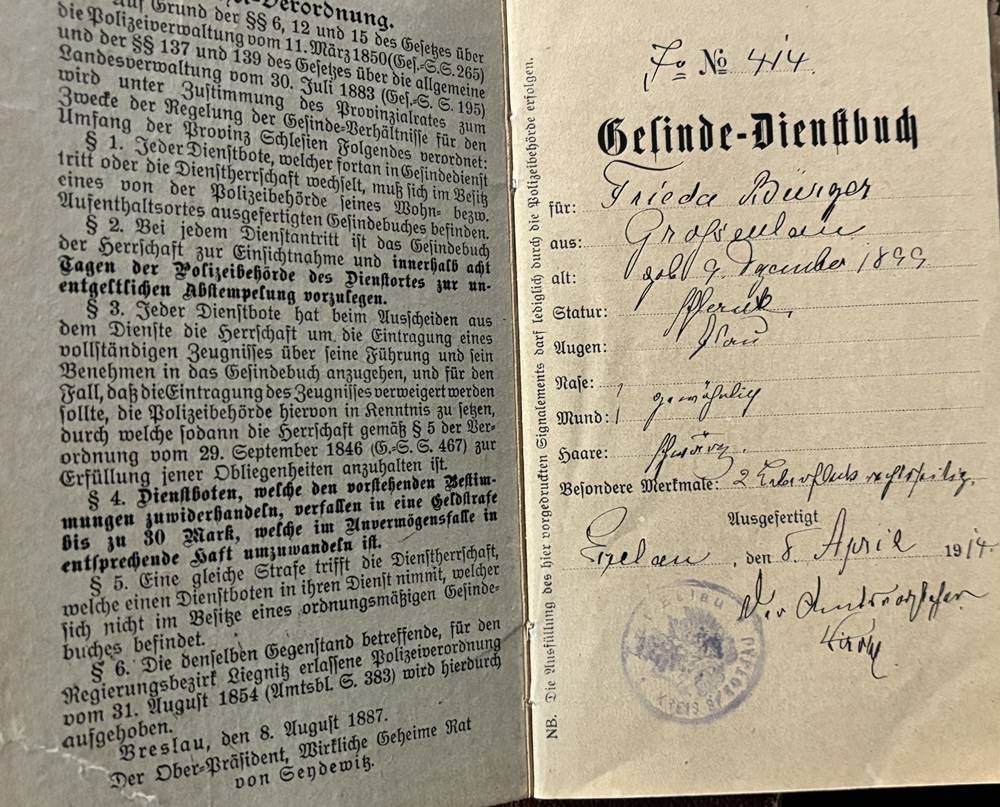 -Verordnung.
Auf Grund der §§ 6, 12 und 15 des Gesetzes über
die Polizeiverwaltung vom 11. März 1850 (Ges.-S. S. 265)
und der §§ 137 und 139 des Gesetzes über die allgemeine
Landesverwaltung vom 30. Juli 1883 (Ges.-S. S. 195)
wird unter Zustimmung des Provinzialrates zum
Zwecke der Regelung der Gesinde-Verhältnisse für den
Umfang der Provinz Schlesien Folgendes verordnet:
§ 1. Jeder Dienstbote, welcher fortan in Gesindedienst
tritt oder die Dienstherrschaft wechselt, muß sich im Besitz
eines von der Polizeibehörde seines Wohn- bezw.
Aufenthaltsortes ausgefertigten Gesindebuches befinden.
§ 2. Bei jedem Dienstantritt ist das Gesindebuch
der Herrschaft zur Einsichtnahme und innerhalb acht
Tagen der Polizeibehörde des Dienstortes zur un-
entgeltlichen Abstempelung vorzulegen.
§ 3. Jeder Dienstbote hat beim Ausscheiden aus
dem Dienste die Herrschaft um die Eintragung eines
vollständigen Zeugnisses über seine Führung und sein
Benehmen in das Gesindebuch anzugehen, und für den
Fall, daß die Eintragung des Zeugnisses verweigert werden
sollte, die Polizeibehörde hiervon in Kenntnis zu setzen,
durch welche sodann die Herrschaft gemäß § 5 der Ver-
ordnung vom 29. September 1846 (G.-S. S. 467) zur
Erfüllung jener Obliegenheiten anzuhalten ist.
§ 4. Dienstboten, welche den vorstehenden Bestim-
mungen zuwiderhandeln, verfallen in eine Geldstrafe
bis zu 30 Mark, welche im Unvermögensfalle in
entsprechende Haft umzuwandeln ist.
§ 5. Eine gleiche Strafe trifft die Dienstherrschaft,
welche einen Dienstboten in ihren Dienst nimmt, welcher
sich nicht im Besitze eines ordnungsmäßigen Gesinde-
buches befindet.
§ 6. Die denselben Gegenstand betreffende, für den
Regierungsbezirk Liegnitz erlassene Polizeiverordnung
vom 31. August 1854 (Amtsbl. S. 383) wird hierdurch
aufgehoben.
Breslau, den 8. August 1887.
Der Ober-Präsident, Wirkliche Geheime Rat
von Seydewitz.
NB. Die Ausfüllung des hier vorgedruckten Signalements darf lediglich durch die Polizeibehörde erfolgen.
No 4/4.
Gesinde-Dienstbuch
für: Frieda Bürger
aus:
alt: geb 9. Dezember 1899
Statur:
Augen: blau
Nase:
Mund: gewöhnlich
Haare: schwarz.
Besondere Merkmale: 2
Ausgefertigt
, den 8. April 1914.
Der Amtsvorsteher
KREIS SPROTTAU